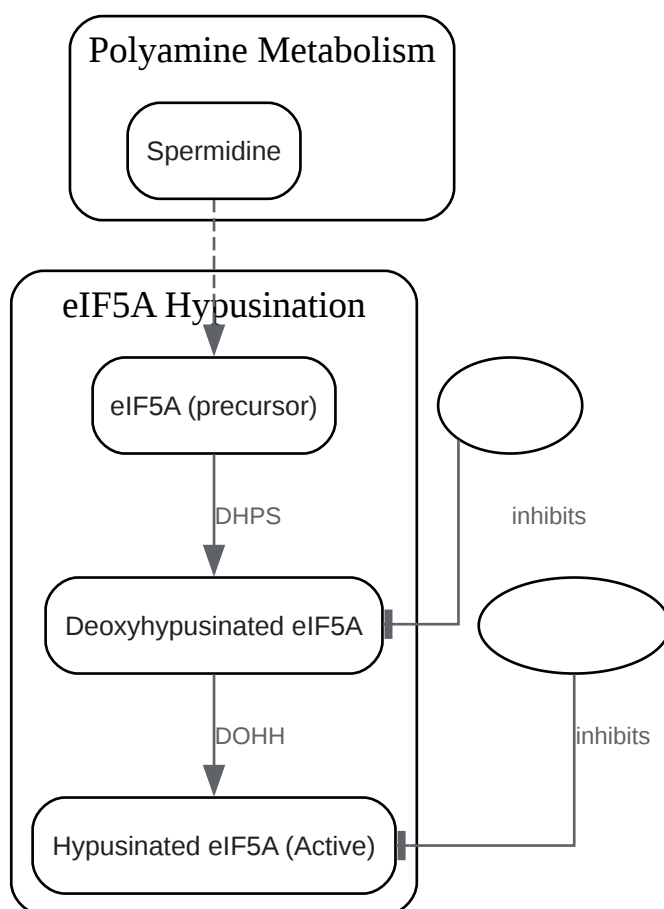 Polyamine Metabolism
Spermidine
eIF5A Hypusination
eIF5A (precursor)
DHPS
inhibits
Deoxyhypusinated eIF5A
DOHH
inhibits
Hypusinated eIF5A (Active)